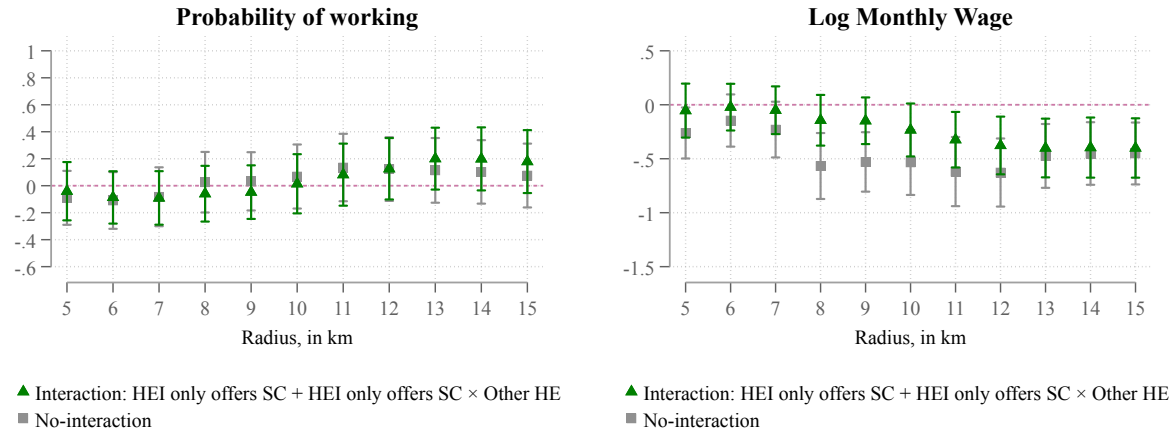 Probability of working
1
.8
.6
.4
.2
0
-.2
-.4
-.6
5 6 7 8 9 10 11 12 13 14 15
Radius, in km
Interaction: HEI only offers SC + HEI only offers SC × Other HE
No-interaction
Log Monthly Wage
.5
0
-.5
-1
-1.5
5 6 7 8 9 10 11 12 13 14 15
Radius, in km
Interaction: HEI only offers SC + HEI only offers SC × Other HE
No-interaction